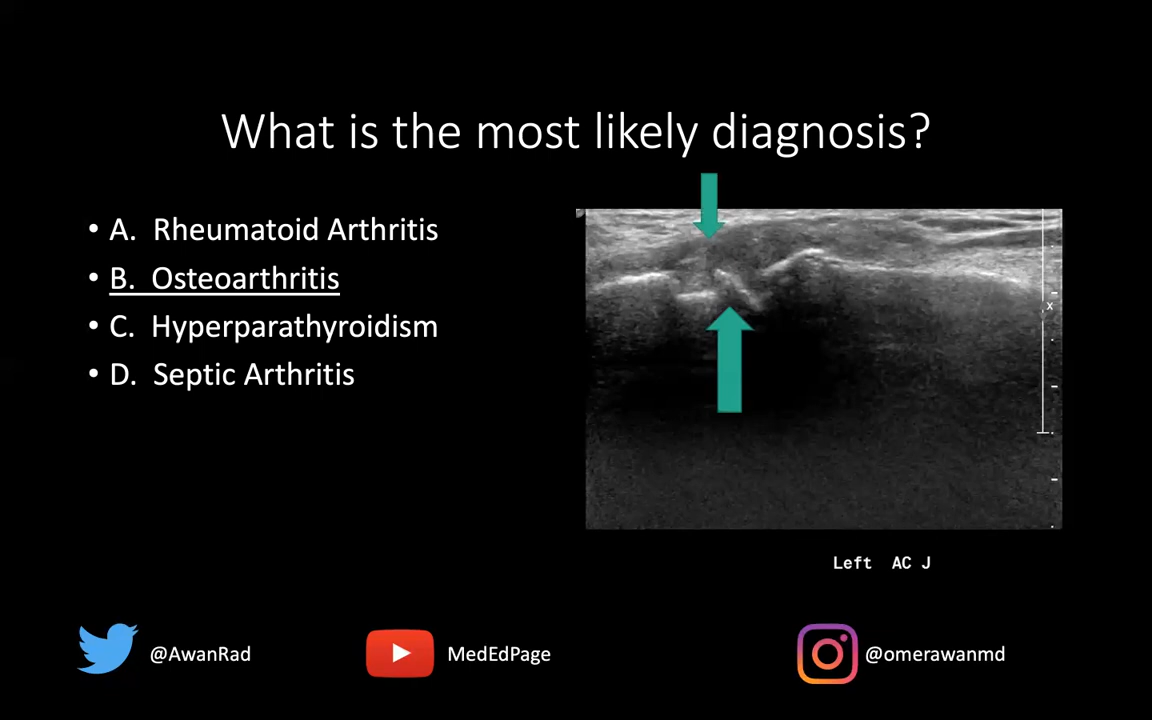 What is the most likely diagnosis?
• A. Rheumatoid Arthritis
• B. Osteoarthritis
• C. Hyperparathyroidism
• D. Septic Arthritis
x
Left AC J
@AwanRad
MedEdPage
@omerawanmd